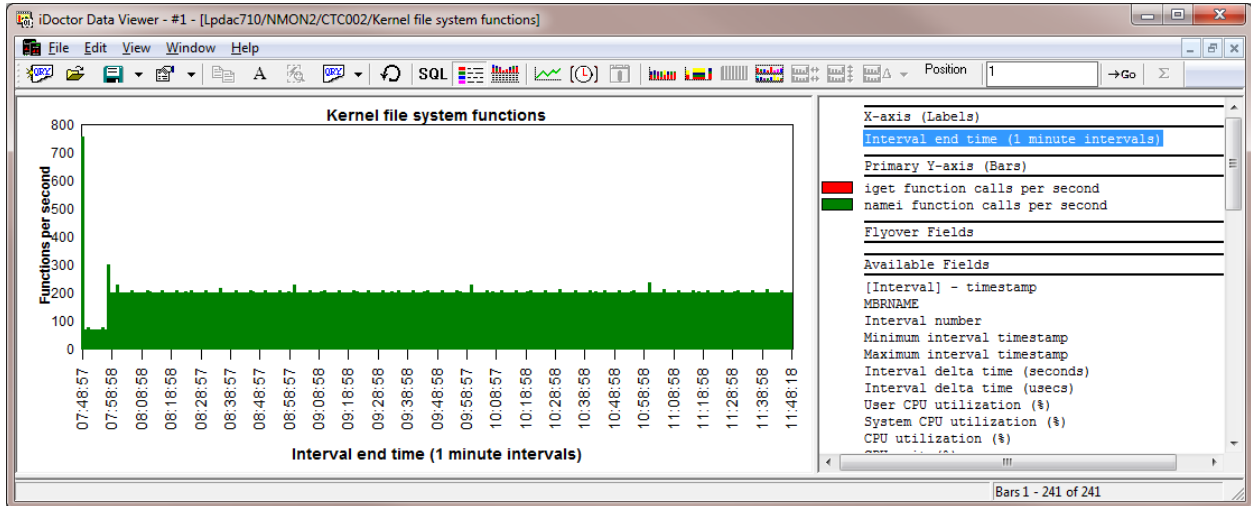 iDoctor Data Viewer - #1 - [Lpdac710/NMON2/CTC002/Kernel file system functions]
File Edit View Window Help
QRY A QRY SQL Position 1 →Go Σ
Kernel file system functions
Functions per second
800
700
600
500
400
300
200
100
0
07:48:57
07:58:58
08:08:58
08:18:58
08:28:57
08:38:57
08:48:57
08:58:57
09:08:58
09:18:58
09:28:58
09:38:58
09:48:58
09:58:57
10:08:57
10:18:58
10:28:58
10:38:58
10:48:58
10:58:58
11:08:58
11:18:58
11:28:58
11:38:58
11:48:18
Interval end time (1 minute intervals)
X-axis (Labels)
Interval end time (1 minute intervals)
Primary Y-axis (Bars)
iget function calls per second
namei function calls per second
Flyover Fields
Available Fields
[Interval] - timestamp
MBRNAME
Interval number
Minimum interval timestamp
Maximum interval timestamp
Interval delta time (seconds)
Interval delta time (usecs)
User CPU utilization (%)
System CPU utilization (%)
CPU utilization (%)
Bars 1 - 241 of 241